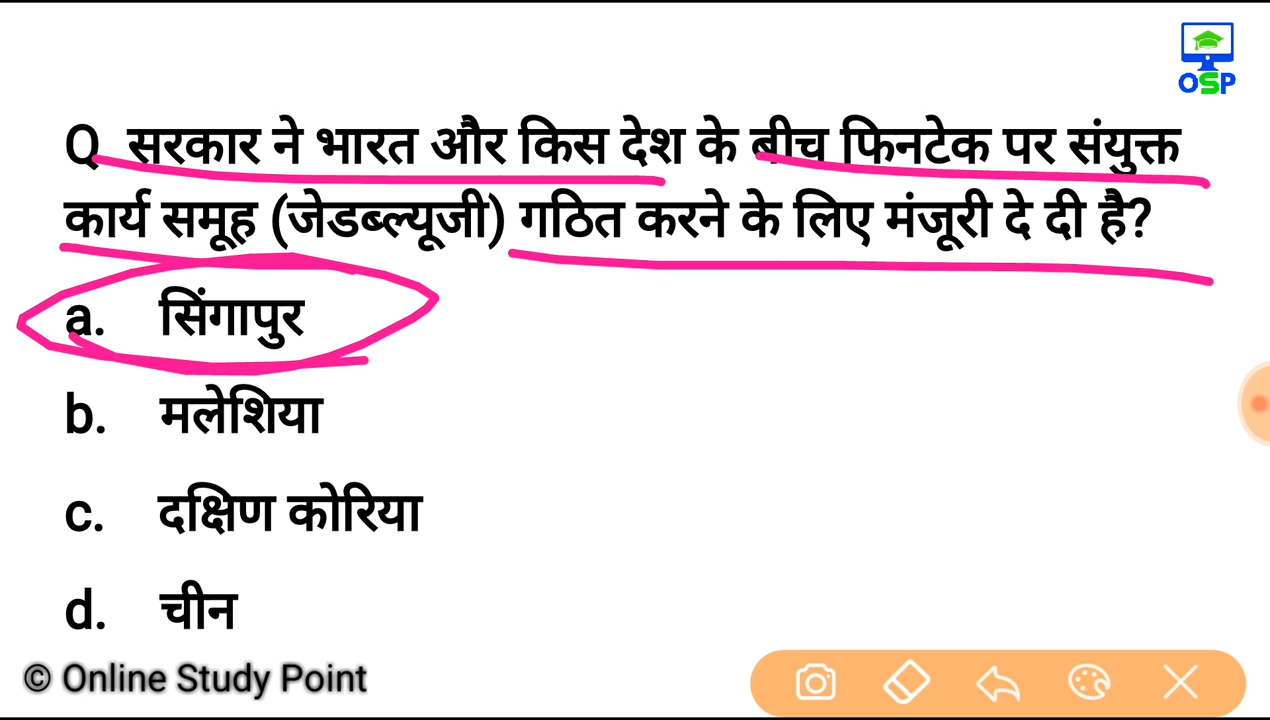 OSP
Q सरकार ने भारत और किस देश के बीच फिनटेक पर संयुक्त
कार्य समूह (जेडब्ल्यूजी) गठित करने के लिए मंजूरी दे दी है?
a. सिंगापुर
b. मलेशिया
c. दक्षिण कोरिया
d. चीन
© Online Study Point